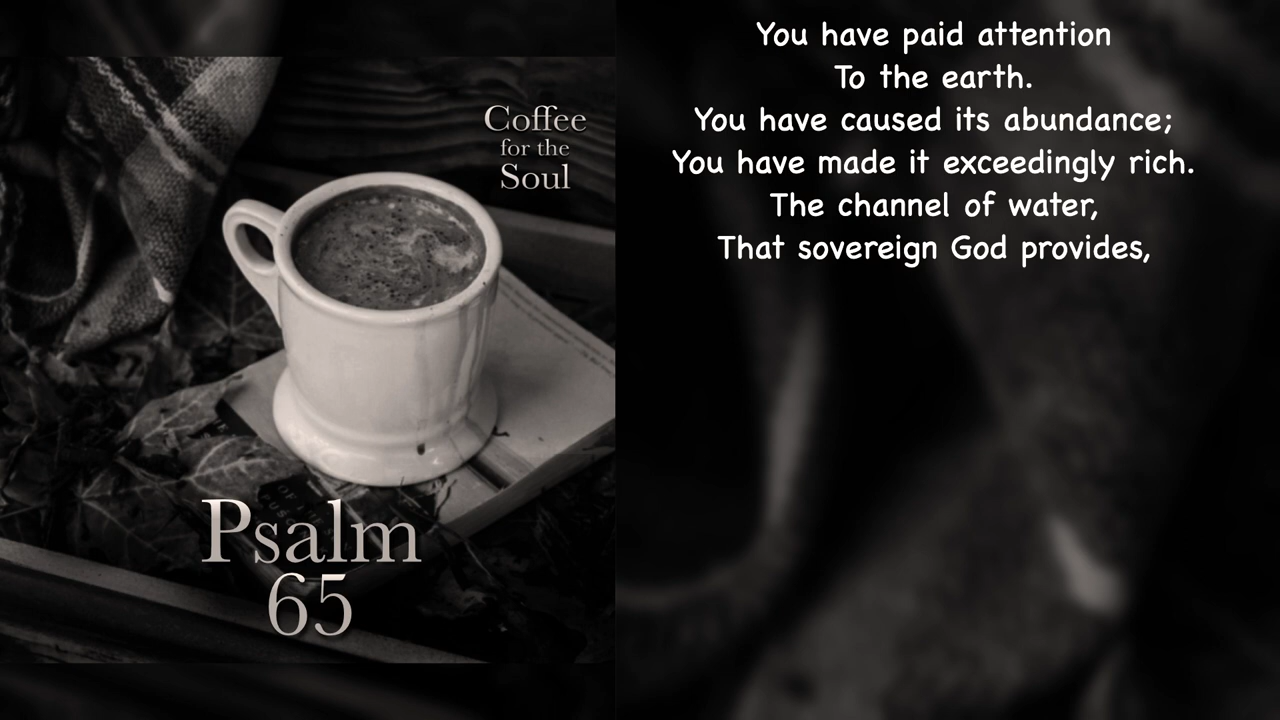 Coffee
for the
Soul
Psalm
65
You have paid attention
To the earth.
You have caused its abundance;
You have made it exceedingly rich.
The channel of water,
That sovereign God provides,